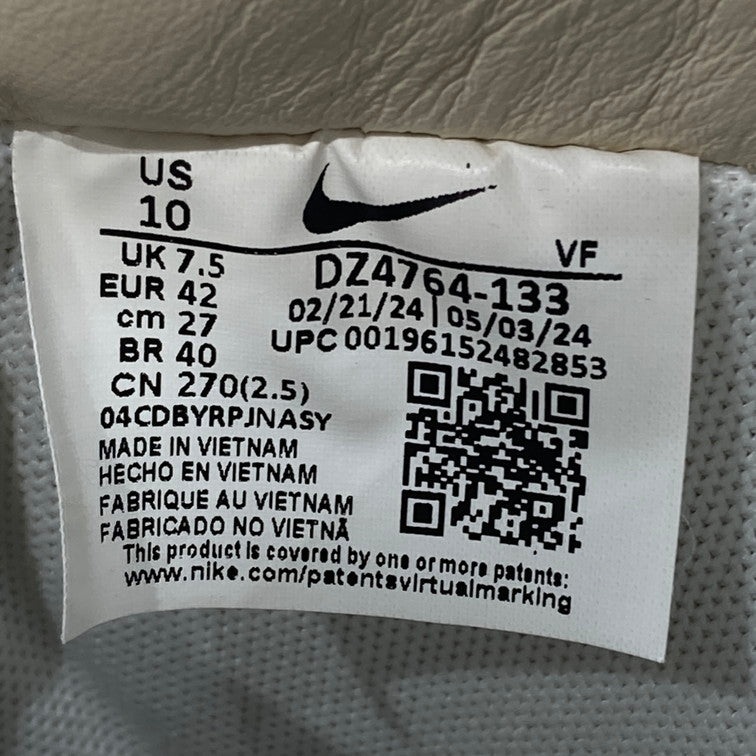 US
10
VF
UK 7.5
EUR 42
cm 27
BR 40
CN 270(2.5)
DZ4764-133
02/21/24 | 05/03/24
UPC 00196152482853
04CDBYRPJNASY
MADE IN VIETNAM
HECHO EN VIETNAM
FABRIQUE AU VIETNAM
FABRICADO NO VIETNÃ
This product is covered by one or more patents:
www.nike.com/patentsvirtualmarking